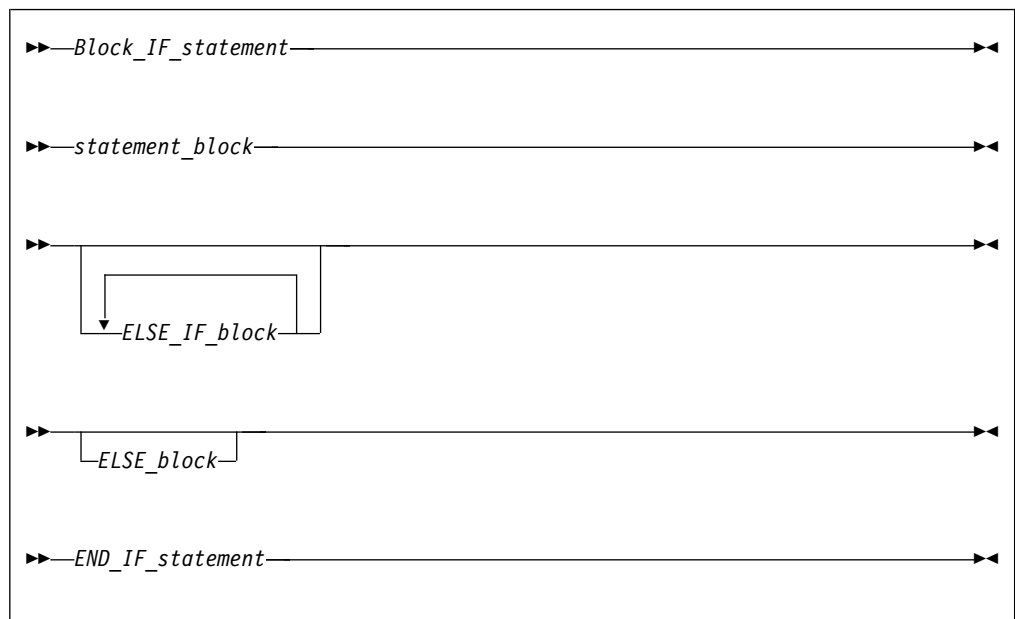 Block_IF_statement
statement_block
ELSE_IF_block
ELSE_block
END_IF_statement